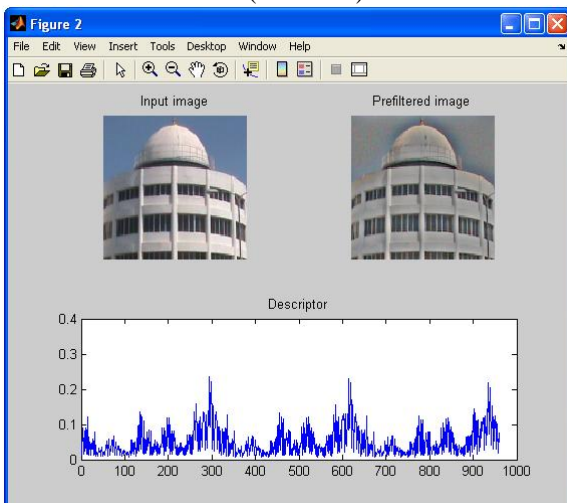 Figure 2
File Edit View Insert Tools Desktop Window Help
Input image Prefiltered image
Descriptor
0.4
0.3
0.2
0.1
0
0 100 200 300 400 500 600 700 800 900 1000